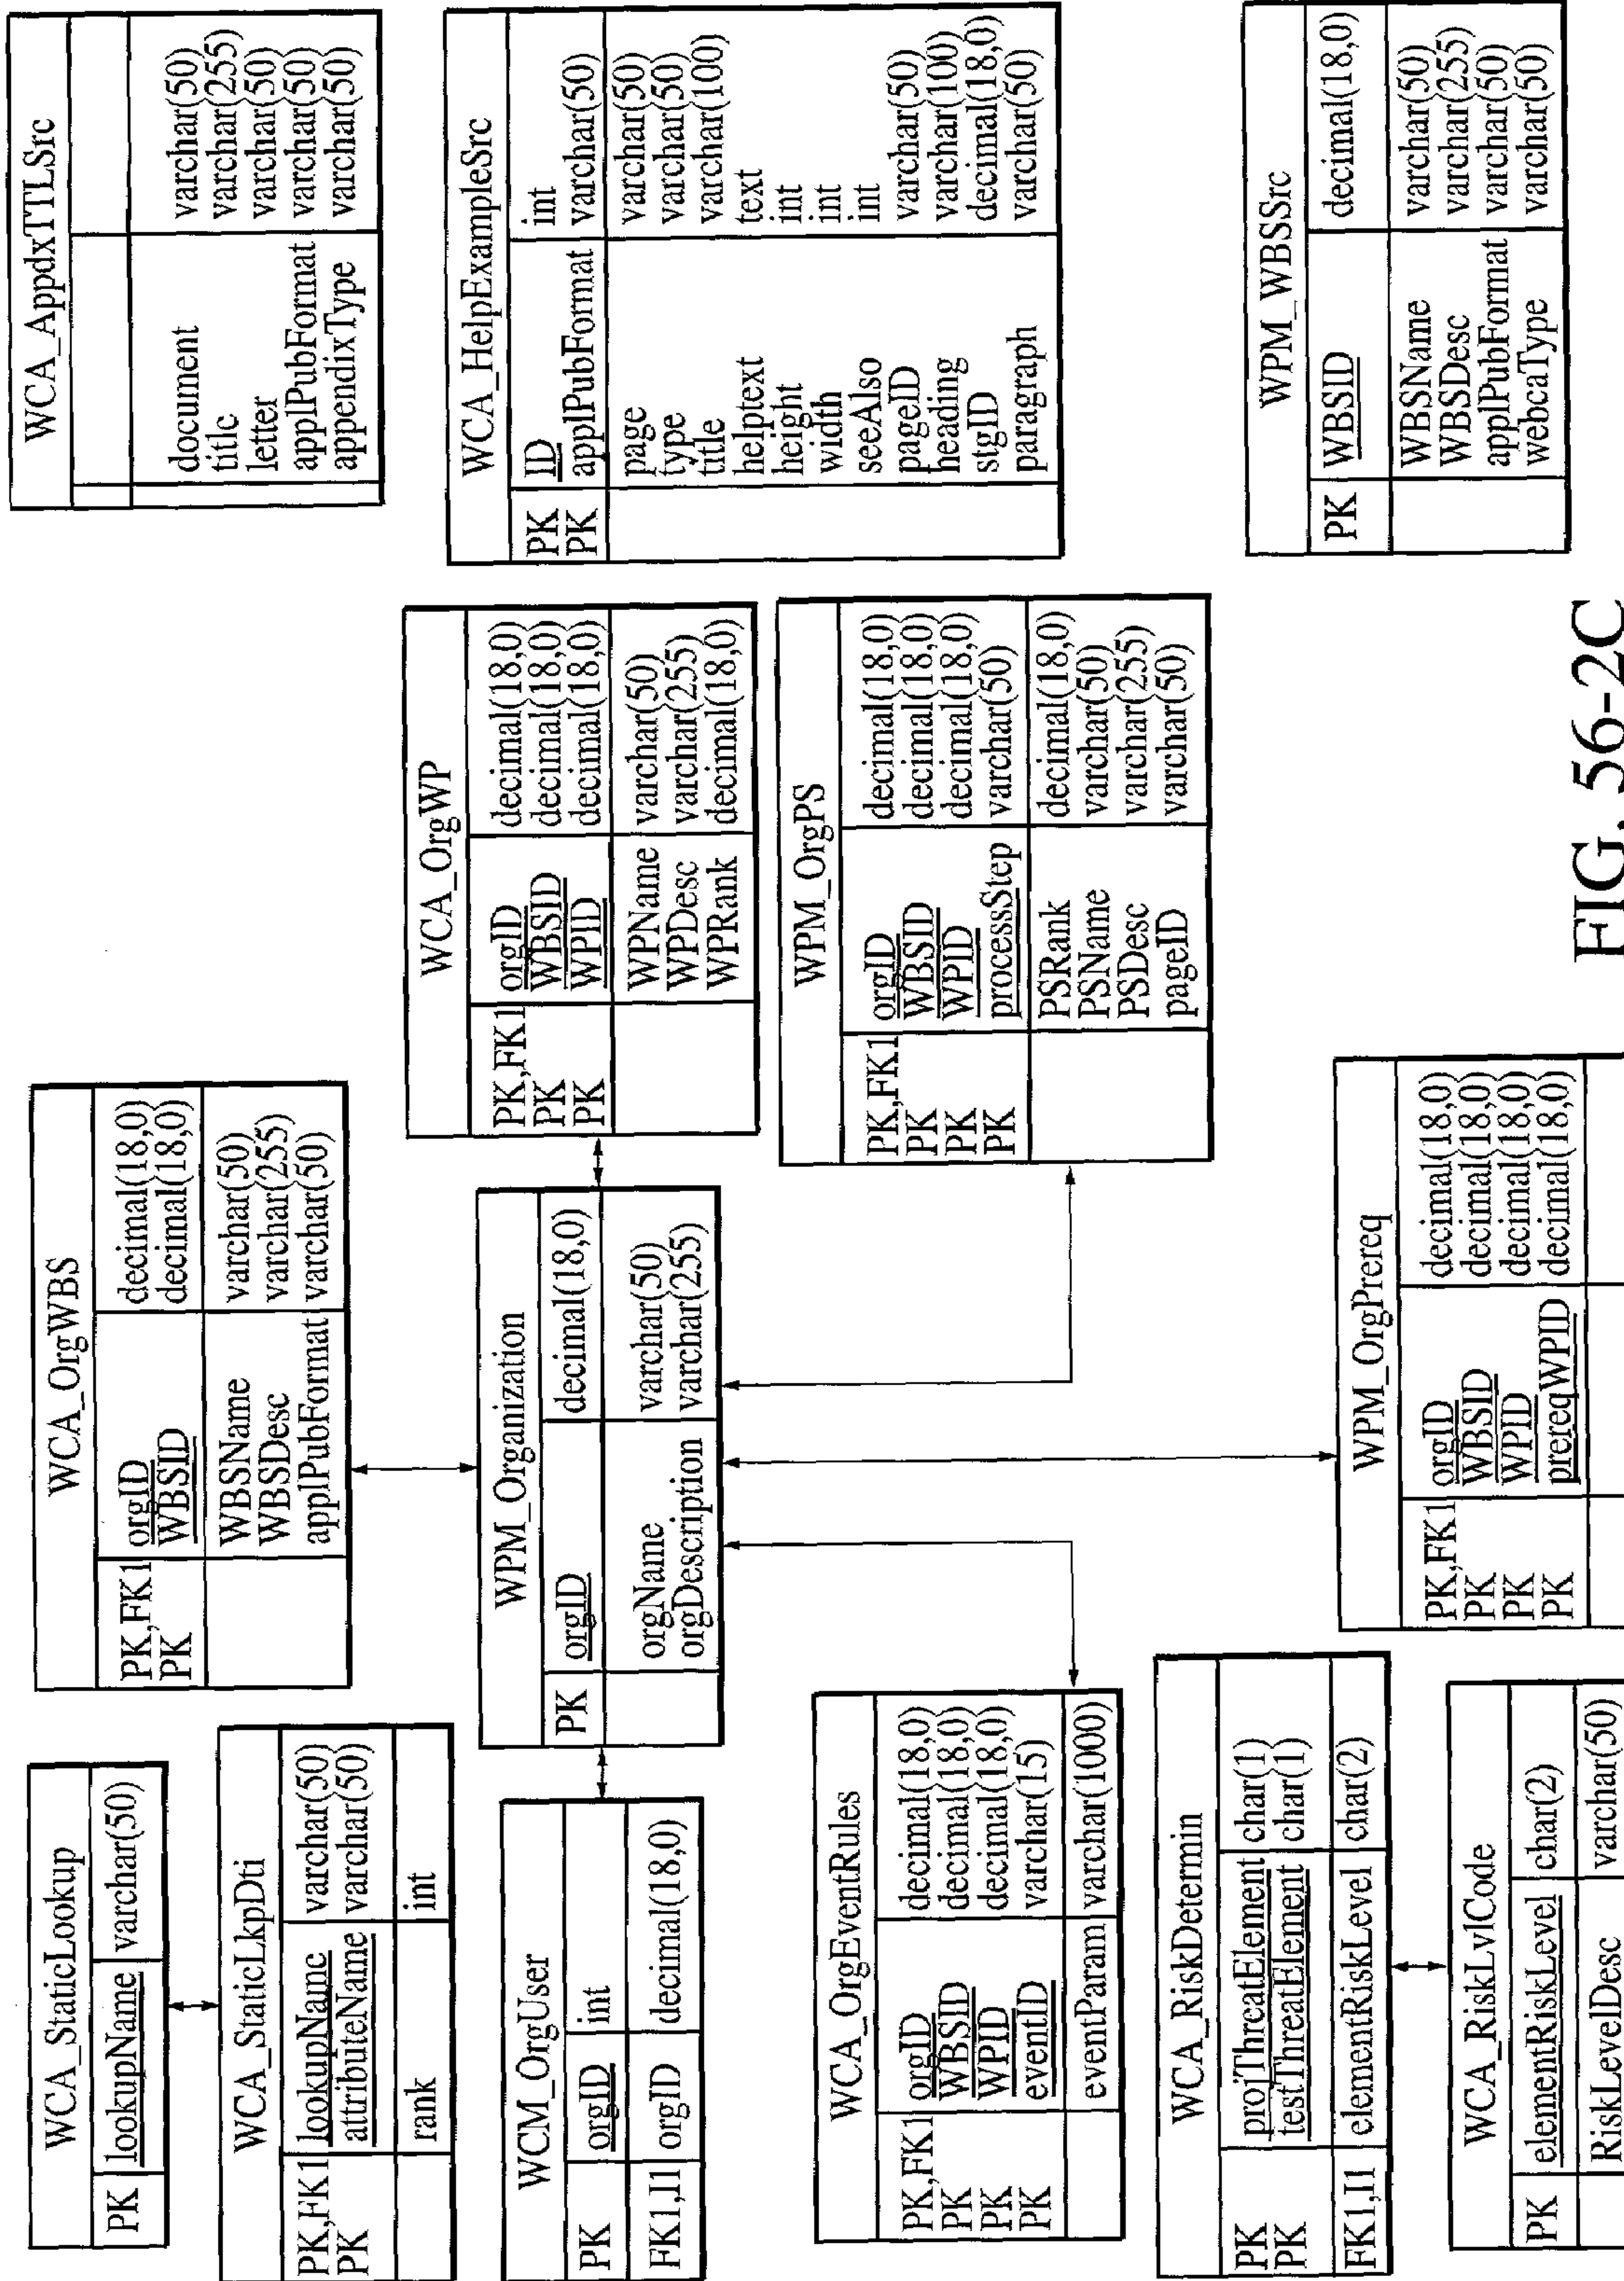 WCA_StaticLookup
PK lookupName varchar(50)
WCA_StaticLkpDti
PK,FK1 lookupName varchar(50)
PK attributeName varchar(50)
rank int
WCM_OrgUser
PK orgID int
FK1,I1 orgID decimal(18,0)
WCA_OrgEventRules
PK,FK1 orgID decimal(18,0)
PK WBSID decimal(18,0)
PK WPID decimal(18,0)
PK eventID varchar(15)
eventParam varchar(1000)
WCA_RiskDetermin
PK projThreatElement char(1)
PK testThreatElement char(1)
FK1,I1 elementRiskLevel char(2)
WCA_RiskLvlCode
PK elementRiskLevel char(2)
RiskLevelDesc varchar(50)
WCA_OrgWBS
PK,FK1 orgID decimal(18,0)
PK WBSID decimal(18,0)
WBSName varchar(50)
WBSDesc varchar(255)
applPubFormat varchar(50)
WPM_Organization
PK orgID decimal(18,0)
orgName varchar(50)
orgDescription varchar(255)
WPM_OrgPrereq
PK,FK1 orgID decimal(18,0)
PK WBSID decimal(18,0)
PK WPID decimal(18,0)
PK prereqWPID decimal(18,0)
WCA_OrgWP
PK,FK1 orgID decimal(18,0)
PK WBSID decimal(18,0)
PK WPID decimal(18,0)
WPName varchar(50)
WPDesc varchar(255)
WPRank decimal(18,0)
WPM_OrgPS
PK,FK1 orgID decimal(18,0)
PK WBSID decimal(18,0)
PK WPID decimal(18,0)
PK processStep varchar(50)
PSRank decimal(18,0)
PSName varchar(50)
PSDesc varchar(255)
pageID varchar(50)
WCA_AppdxTTLSrc
document varchar(50)
title varchar(255)
letter varchar(50)
applPubFormat varchar(50)
appendixType varchar(50)
WCA_HelpExampleSrc
PK ID int
PK applPubFormat varchar(50)
page varchar(50)
type varchar(50)
title varchar(100)
helptext text
height int
width int
seeAlso int
pageID varchar(50)
heading varchar(100)
stgID decimal(18,0)
paragraph varchar(50)
WPM_WBSSrc
PK WBSID decimal(18,0)
WBSName varchar(50)
WBSDesc varchar(255)
applPubFormat varchar(50)
webcaType varchar(50)
FIG. 56-2C